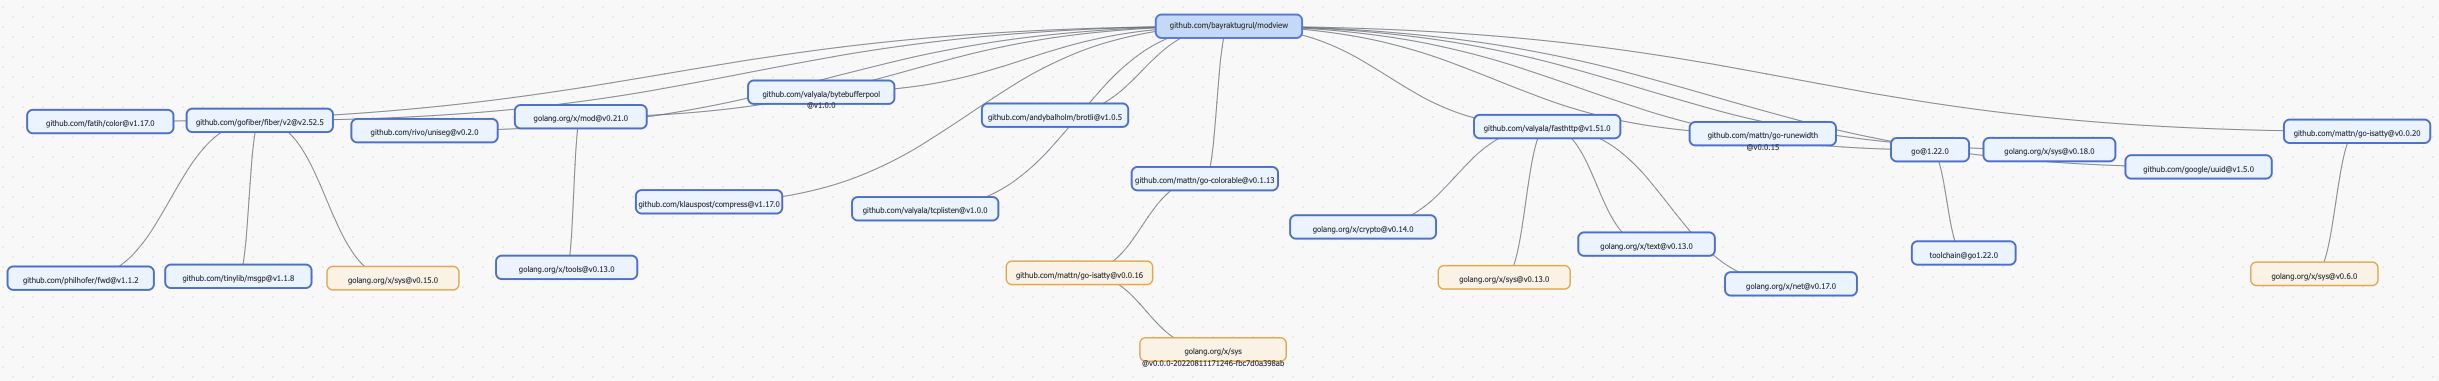 github.com/bayraktugrul/modview
github.com/valyala/bytebufferpool
@v1.0.0
github.com/fatih/color@v1.17.0
github.com/gofiber/fiber/v2@v2.52.5
github.com/rivo/uniseg@v0.2.0
golang.org/x/mod@v0.21.0
github.com/andybalholm/brotli@v1.0.5
github.com/valyala/fasthttp@v1.51.0
github.com/mattn/go-runewidth
@v0.0.15
go@1.22.0
golang.org/x/sys@v0.18.0
github.com/mattn/go-isatty@v0.0.20
github.com/google/uuid@v1.5.0
github.com/klauspost/compress@v1.17.0
github.com/valyala/tcplisten@v1.0.0
github.com/mattn/go-colorable@v0.1.13
golang.org/x/crypto@v0.14.0
golang.org/x/text@v0.13.0
toolchain@go1.22.0
github.com/philhofer/fwd@v1.1.2
github.com/tinylib/msgp@v1.1.8
golang.org/x/sys@v0.15.0
golang.org/x/tools@v0.13.0
github.com/mattn/go-isatty@v0.0.16
golang.org/x/sys@v0.13.0
golang.org/x/net@v0.17.0
golang.org/x/sys@v0.6.0
golang.org/x/sys
@v0.0.0-20220811171246-fbc7d0a398ab